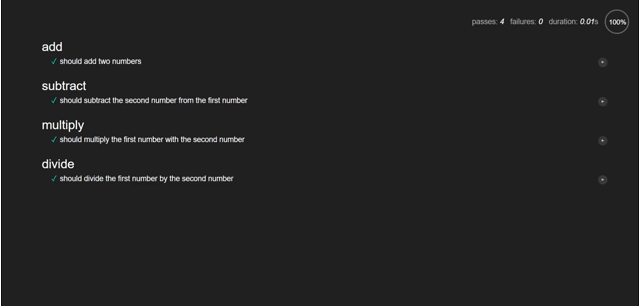 passes: 4 failures: 0 duration: 0.01s 100%
add
✓ should add two numbers
subtract
✓ should subtract the second number from the first number
multiply
✓ should multiply the first number with the second number
divide
✓ should divide the first number by the second number